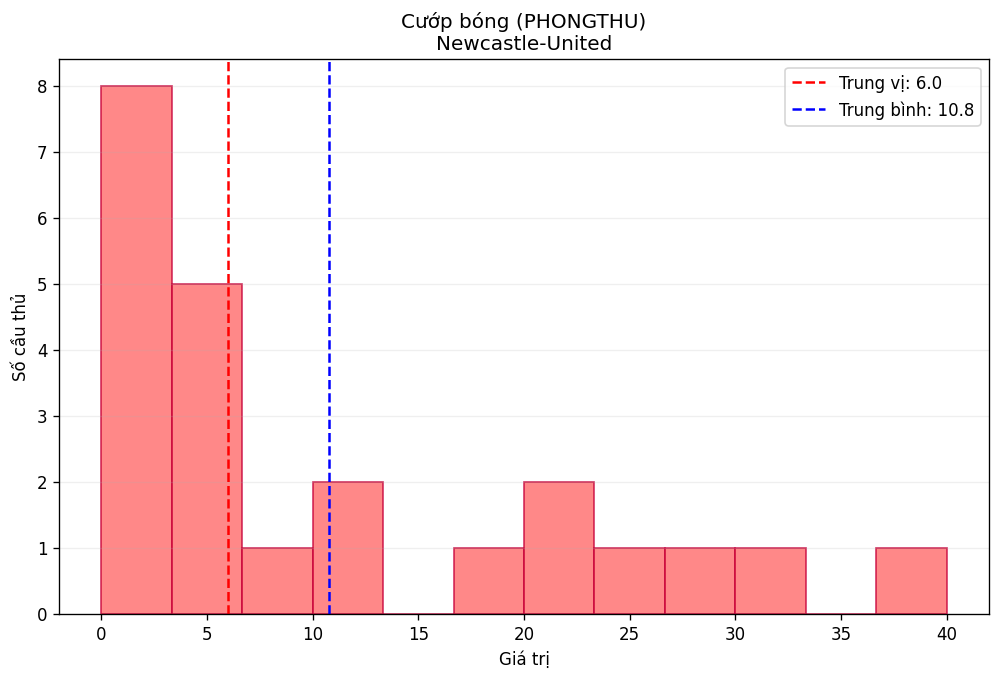 Cướp bóng (PHONGTHU)
Newcastle-United
Trung vị: 6.0
Trung bình: 10.8
Số cầu thủ
8
7
6
5
4
3
2
1
0
0 5 10 15 20 25 30 35 40
Giá trị